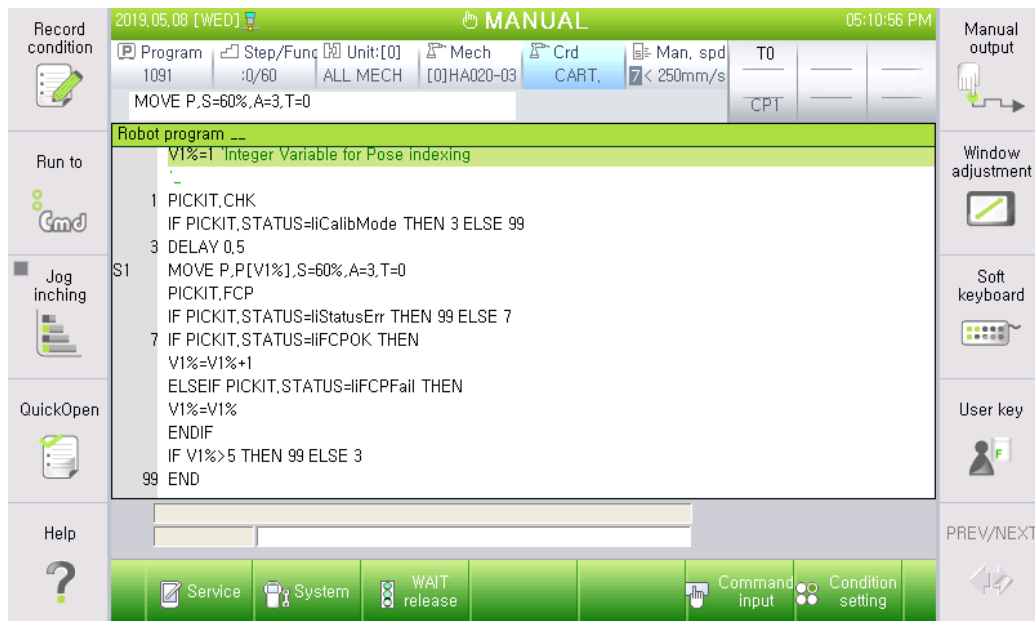 Record condition
2019,05,08 [WED]
MANUAL
05:10:56 PM
Manual output
P Program
Step/Func
Unit:[0]
Mech
Crd
Man, spd
T0
1091
:0/60
ALL MECH
[0]HA020-03
CART,
7< 250mm/s
MOVE P,S=60%,A=3,T=0
CP1
Robot program __
V1%=1 'Integer Variable for Pose indexing
'_
1 PICKIT,CHK
IF PICKIT,STATUS=liCalibMode THEN 3 ELSE 99
3 DELAY 0,5
S1 MOVE P,P[V1%],S=60%,A=3,T=0
PICKIT,FCP
IF PICKIT,STATUS=liStatusErr THEN 99 ELSE 7
7 IF PICKIT,STATUS=liFCPOK THEN
V1%=V1%+1
ELSEIF PICKIT,STATUS=liFCPFail THEN
V1%=V1%
ENDIF
IF V1%>5 THEN 99 ELSE 3
99 END
Run to
Cmd
Jog
inching
QuickOpen
Help
Window
adjustment
Soft
keyboard
User key
F
PREV/NEXT
Service
System
WAIT
release
Command
input
Condition
setting